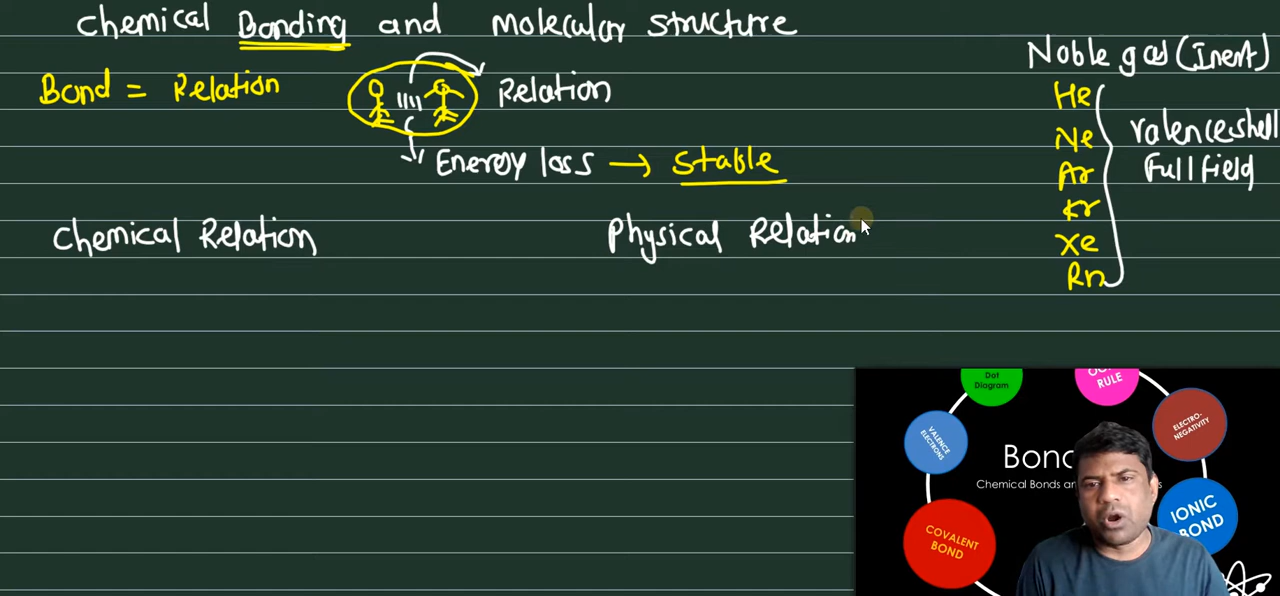 chemical Bonding and molecular structure
Noble gas (Inert)
Bond = Relation
Relation
He
Ne
Ar
Kr
Xe
Rn
valence shell
Full field
Energy loss → stable
Chemical Relation
Physical Relation
Dot
Diagram
RULE
VALENCE
ELECTRONS
ELECTRO-
NEGATIVITY
Bon
Chemical Bonds an
COVALENT
BOND
IONIC
BOND